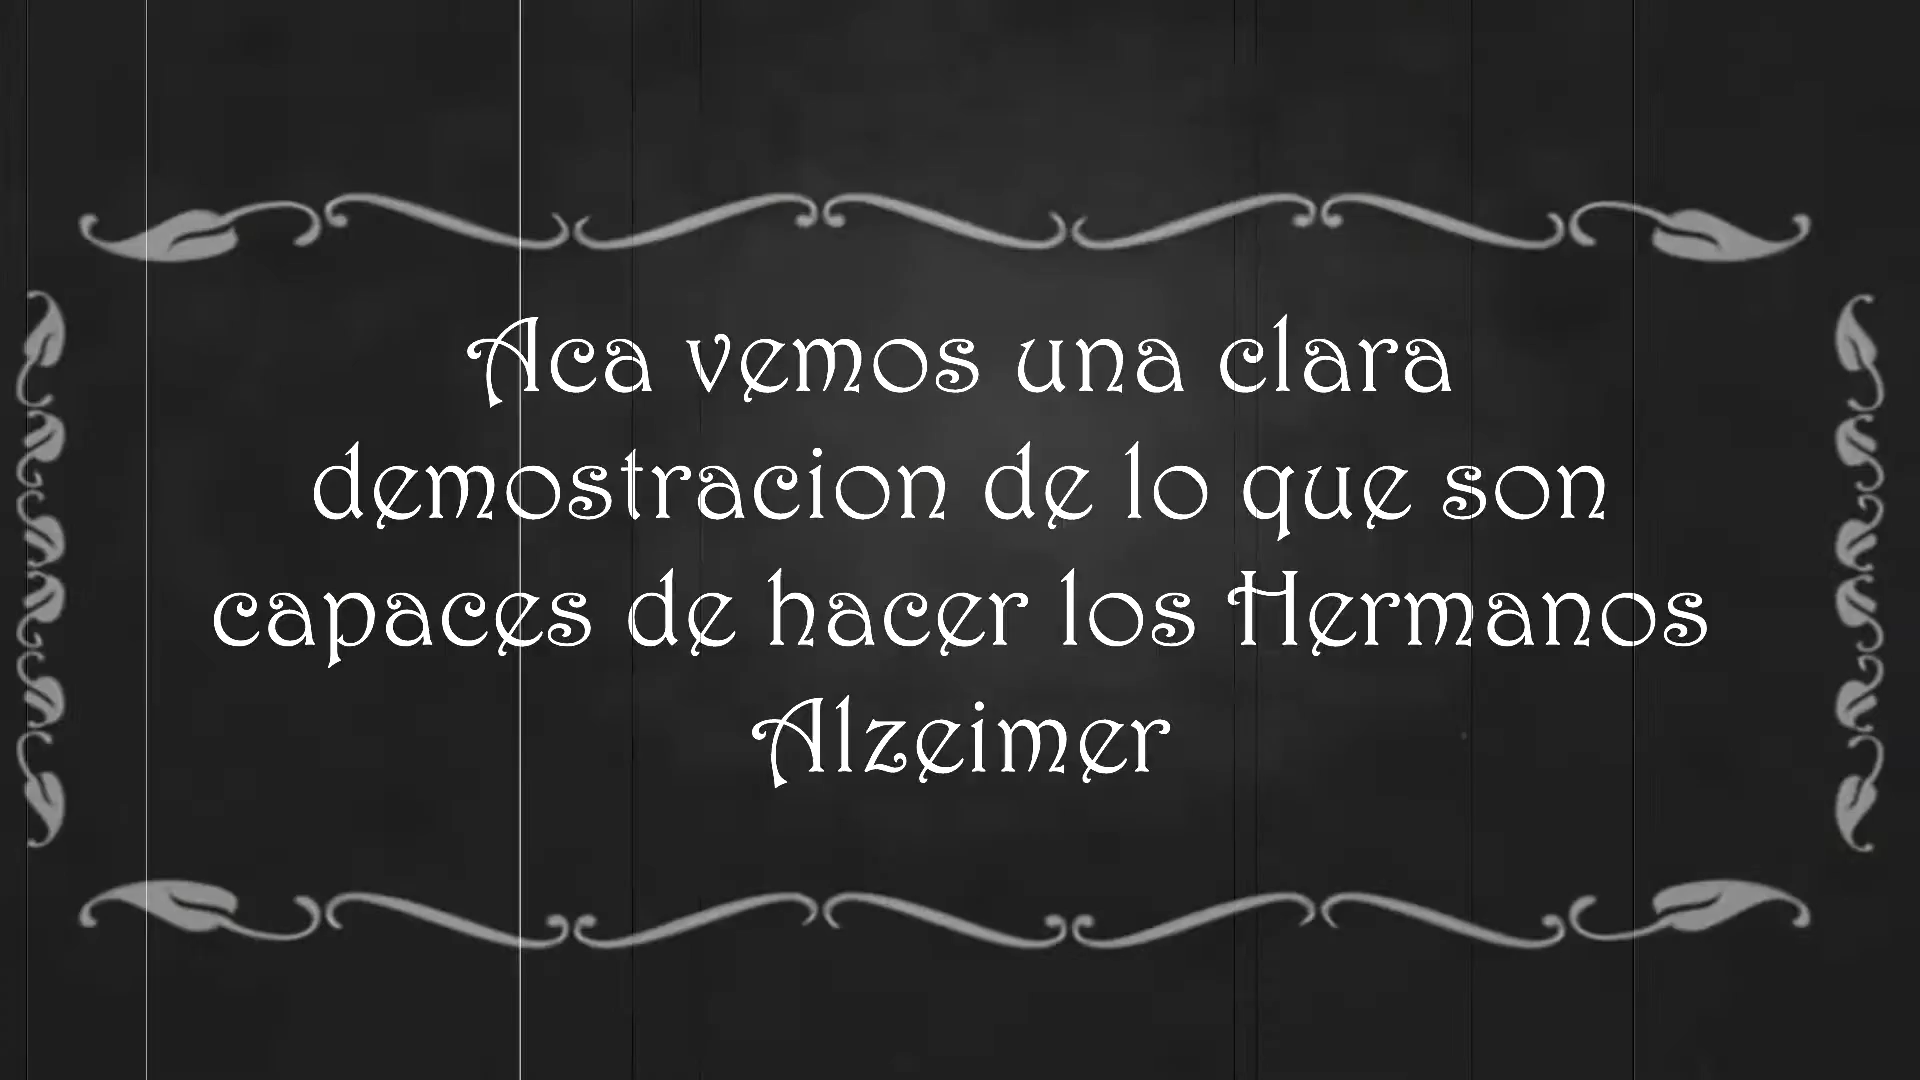 Aca vemos una clara
demostracion de lo que son
capaces de hacer los Hermanos
Alzeimer